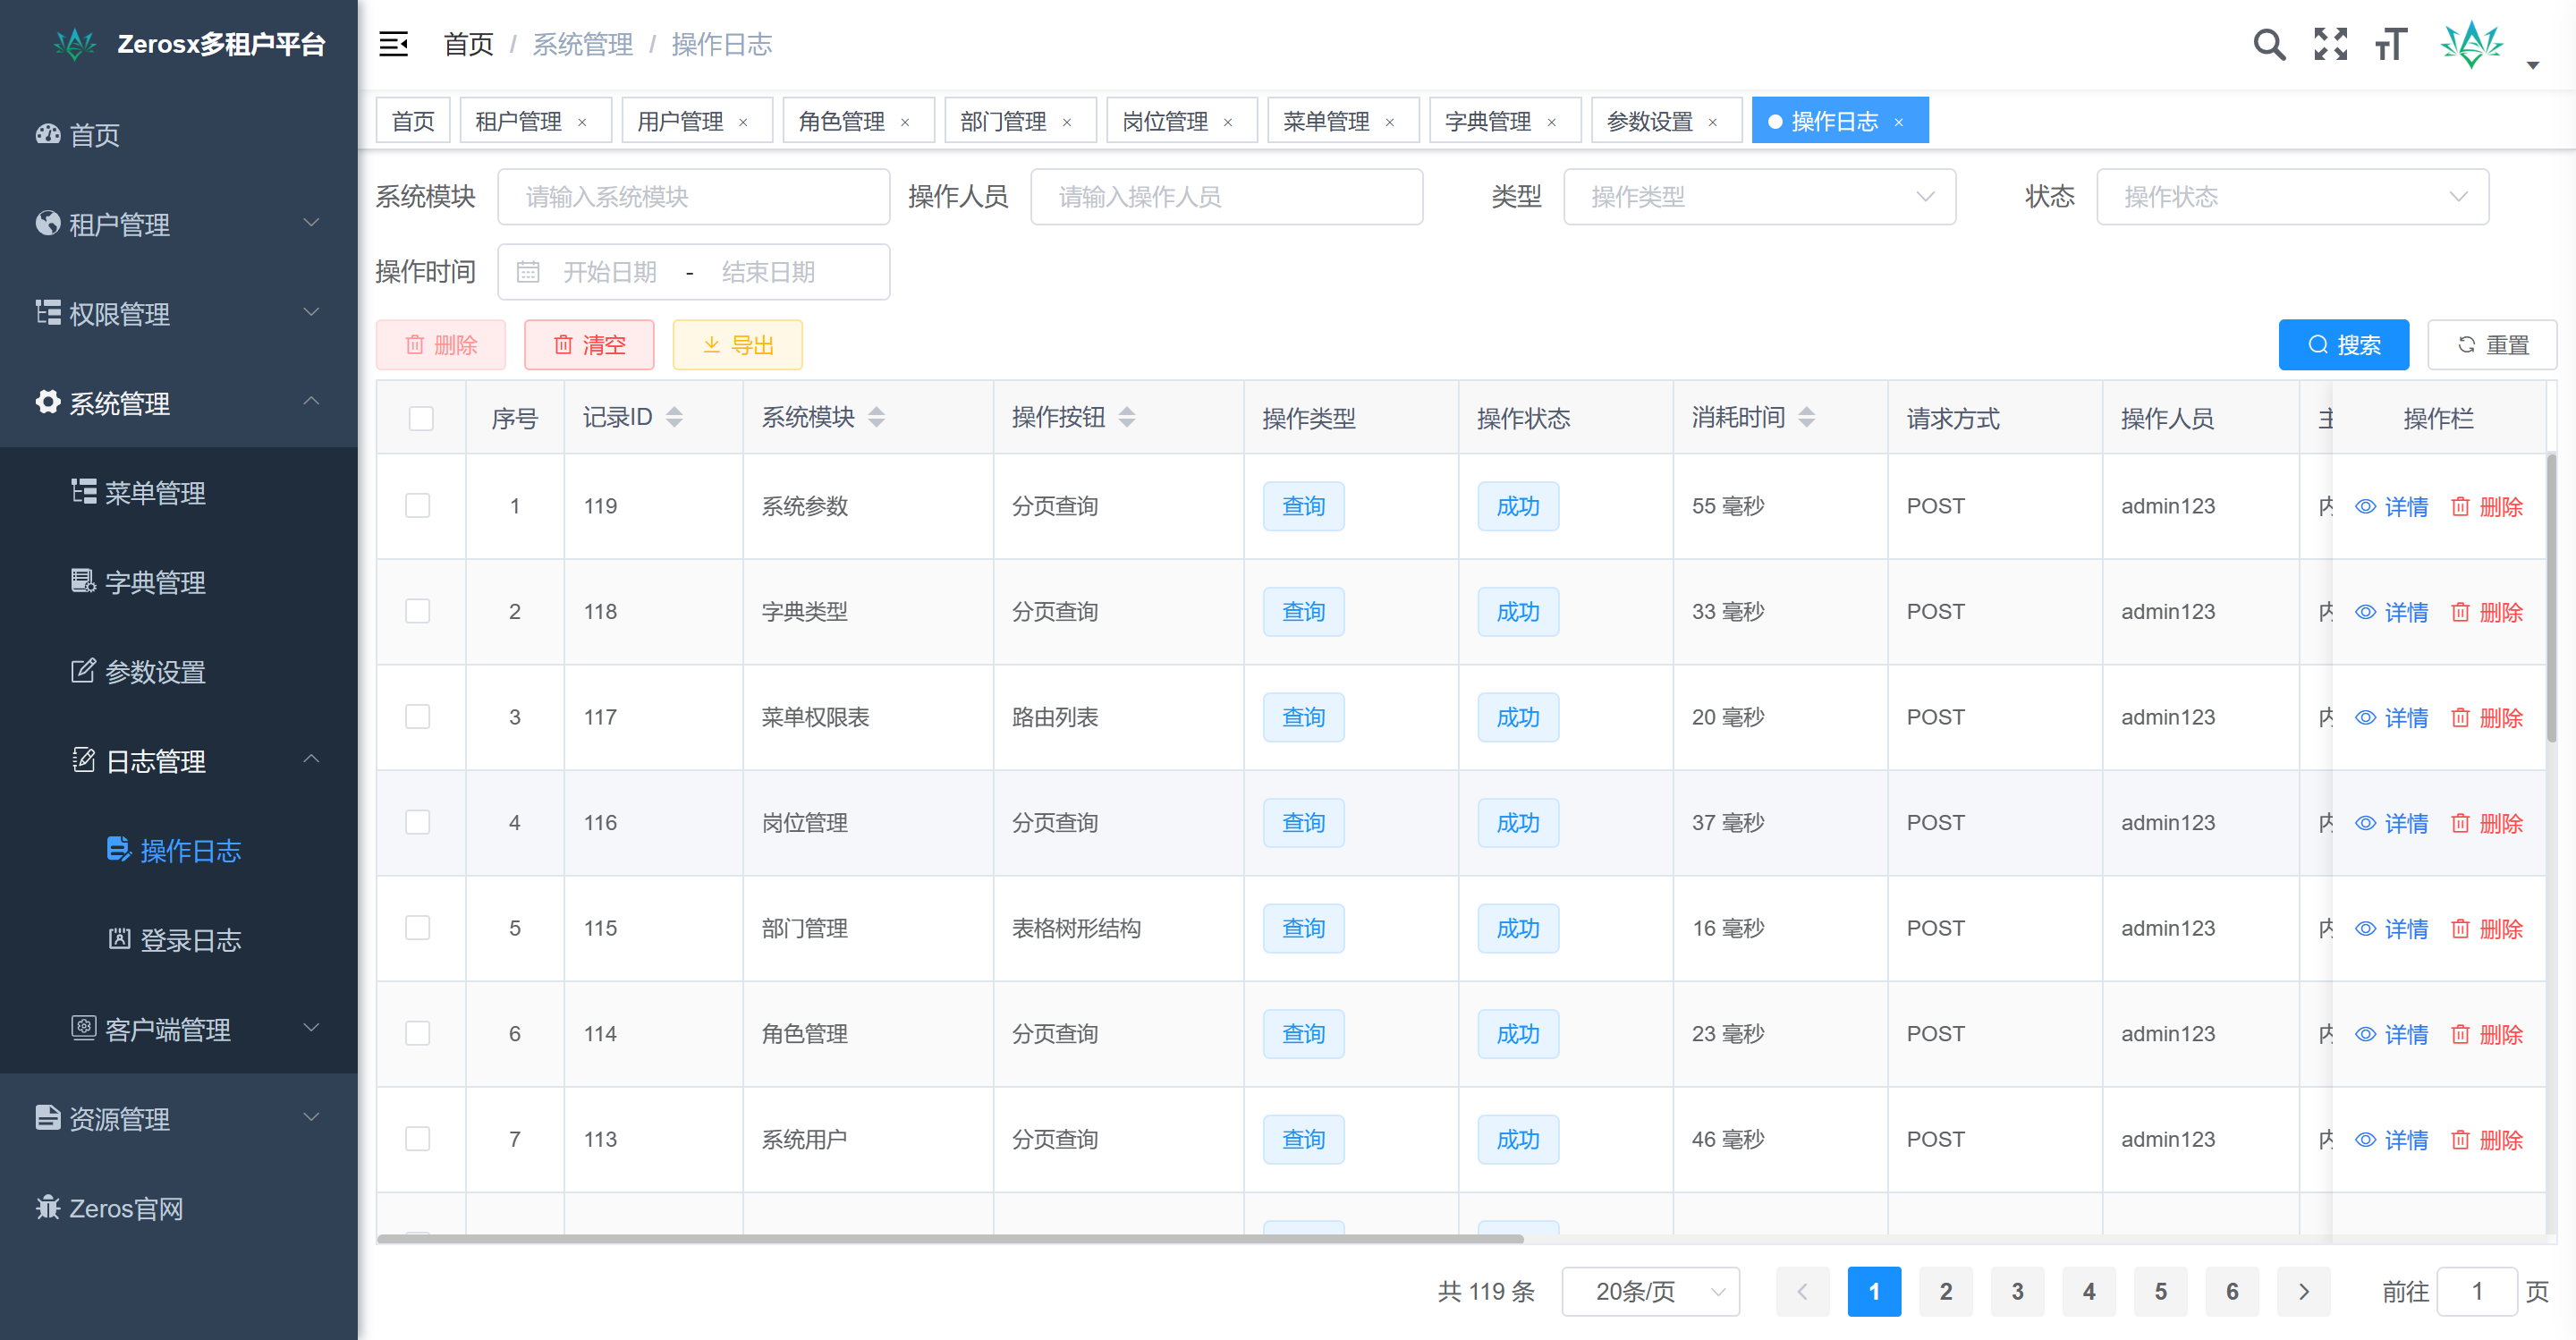 Zerosx多租户平台
首页 / 系统管理 / 操作日志
首页
租户管理
权限管理
系统管理
菜单管理
字典管理
参数设置
日志管理
操作日志
登录日志
客户端管理
资源管理
Zeros官网
首页 租户管理 × 用户管理 × 角色管理 × 部门管理 × 岗位管理 × 菜单管理 × 字典管理 × 参数设置 × 操作日志 ×
系统模块 请输入系统模块 操作人员 请输入操作人员 类型 操作类型 状态 操作状态
操作时间 开始日期 - 结束日期
删除 清空 导出 搜索 重置
序号 记录ID 系统模块 操作按钮 操作类型 操作状态 消耗时间 请求方式 操作人员 操作栏
1 119 系统参数 分页查询 查询 成功 55 毫秒 POST admin123 详情 删除
2 118 字典类型 分页查询 查询 成功 33 毫秒 POST admin123 详情 删除
3 117 菜单权限表 路由列表 查询 成功 20 毫秒 POST admin123 详情 删除
4 116 岗位管理 分页查询 查询 成功 37 毫秒 POST admin123 详情 删除
5 115 部门管理 表格树形结构 查询 成功 16 毫秒 POST admin123 详情 删除
6 114 角色管理 分页查询 查询 成功 23 毫秒 POST admin123 详情 删除
7 113 系统用户 分页查询 查询 成功 46 毫秒 POST admin123 详情 删除
共 119 条 20条/页 1 2 3 4 5 6 前往 1 页